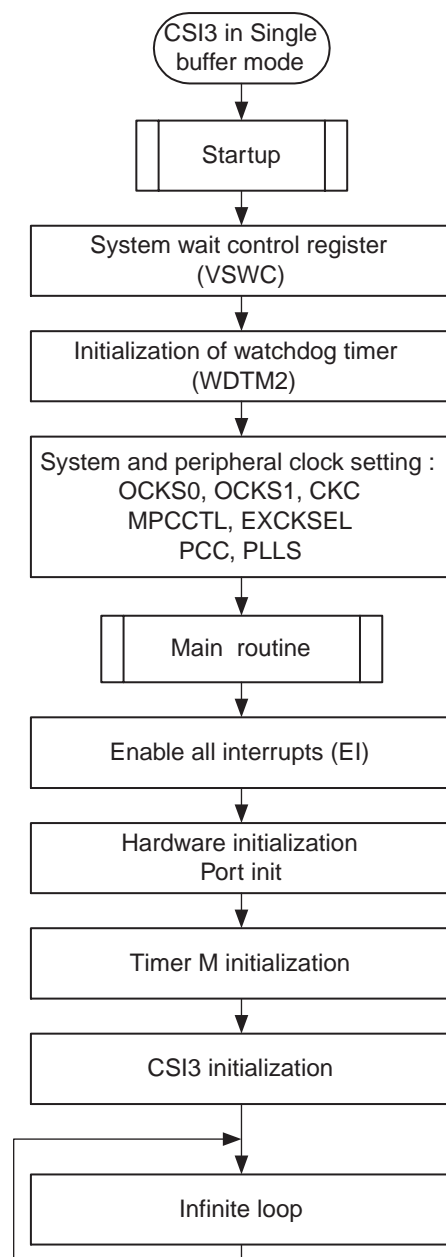 CSI3 in Single
buffer mode
Startup
System wait control register
(VSWC)
Initialization of watchdog timer
(WDTM2)
System and peripheral clock setting :
OCKS0, OCKS1, CKC
MPCCTL, EXCKSEL
PCC, PLLS
Main routine
Enable all interrupts (EI)
Hardware initialization
Port init
Timer M initialization
CSI3 initialization
Infinite loop